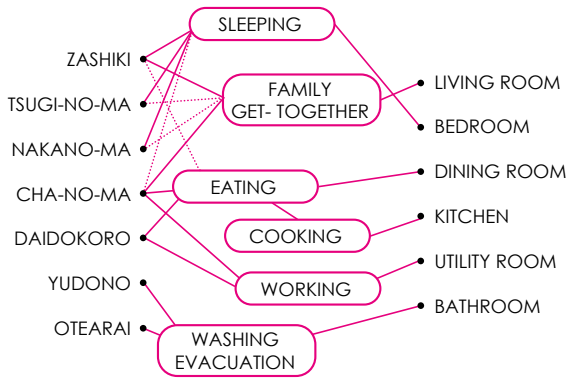 ZASHIKI
TSUGI-NO-MA
NAKANO-MA
CHA-NO-MA
DAIDOKORO
YUDONO
OTEARAI
SLEEPING
FAMILY
GET- TOGETHER
EATING
COOKING
WORKING
WASHING
EVACUATION
LIVING ROOM
BEDROOM
DINING ROOM
KITCHEN
UTILITY ROOM
BATHROOM